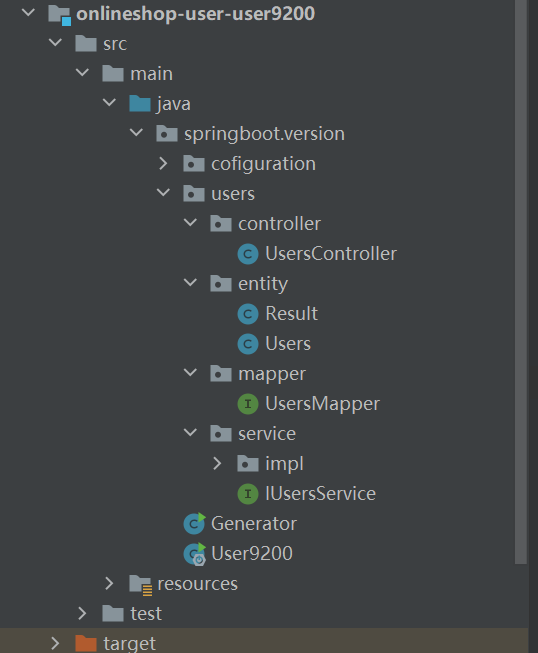 onlineshop-user-user9200
src
main
java
springboot.version
cofiguration
users
controller
UsersController
entity
Result
Users
mapper
UsersMapper
service
impl
IUsersService
Generator
User9200
resources
test
target